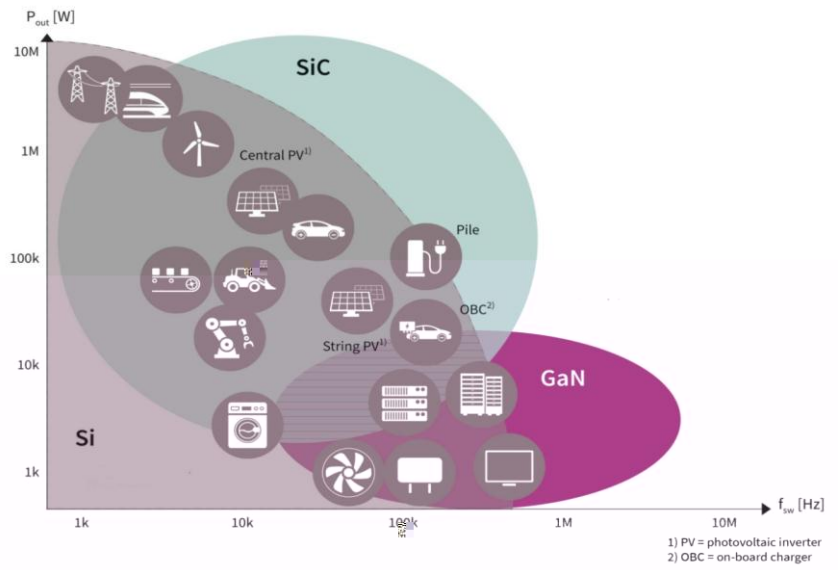 Pout [W]
10M
SiC
1M
Central PV1)
Pile
100k
OBC2)
String PV1)
10k
GaN
Si
1k
fsw [Hz]
1k 10k 100k 1M 10M
1) PV = photovoltaic inverter
2) OBC = on-board charger